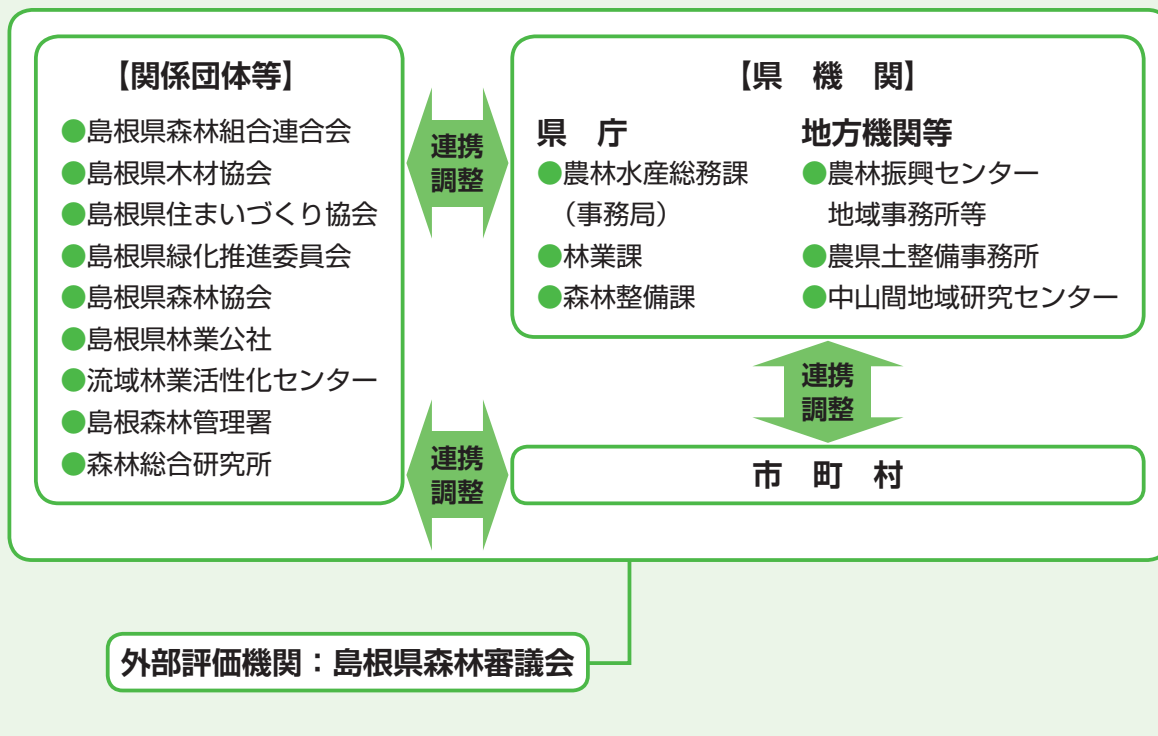 【関係団体等】
●島根県森林組合連合会
●島根県木材協会
●島根県住まいづくり協会
●島根県緑化推進委員会
●島根県森林協会
●島根県林業公社
●流域林業活性化センター
●島根森林管理署
●森林総合研究所
連携
調整
【県　機　関】
県　庁
●農林水産総務課
（事務局）
●林業課
●森林整備課
地方機関等
●農林振興センター
地域事務所等
●農県土整備事務所
●中山間地域研究センター
連携
調整
連携
調整
市　町　村
外部評価機関：島根県森林審議会